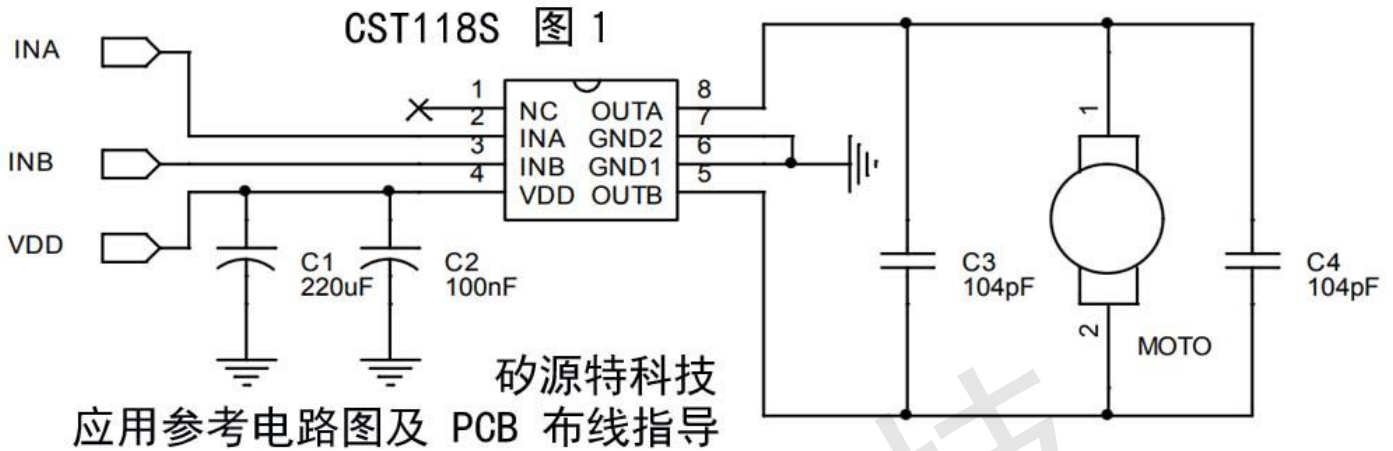 CST118S 图 1
INA
INB
VDD
1
2
3
4
NC OUTA
INA GND2
INB GND1
VDD OUTB
8
7
6
5
C1
220uF
C2
100nF
C3
104pF
1
2
MOTO
C4
104pF
矽源特科技
应用参考电路图及 PCB 布线指导
技